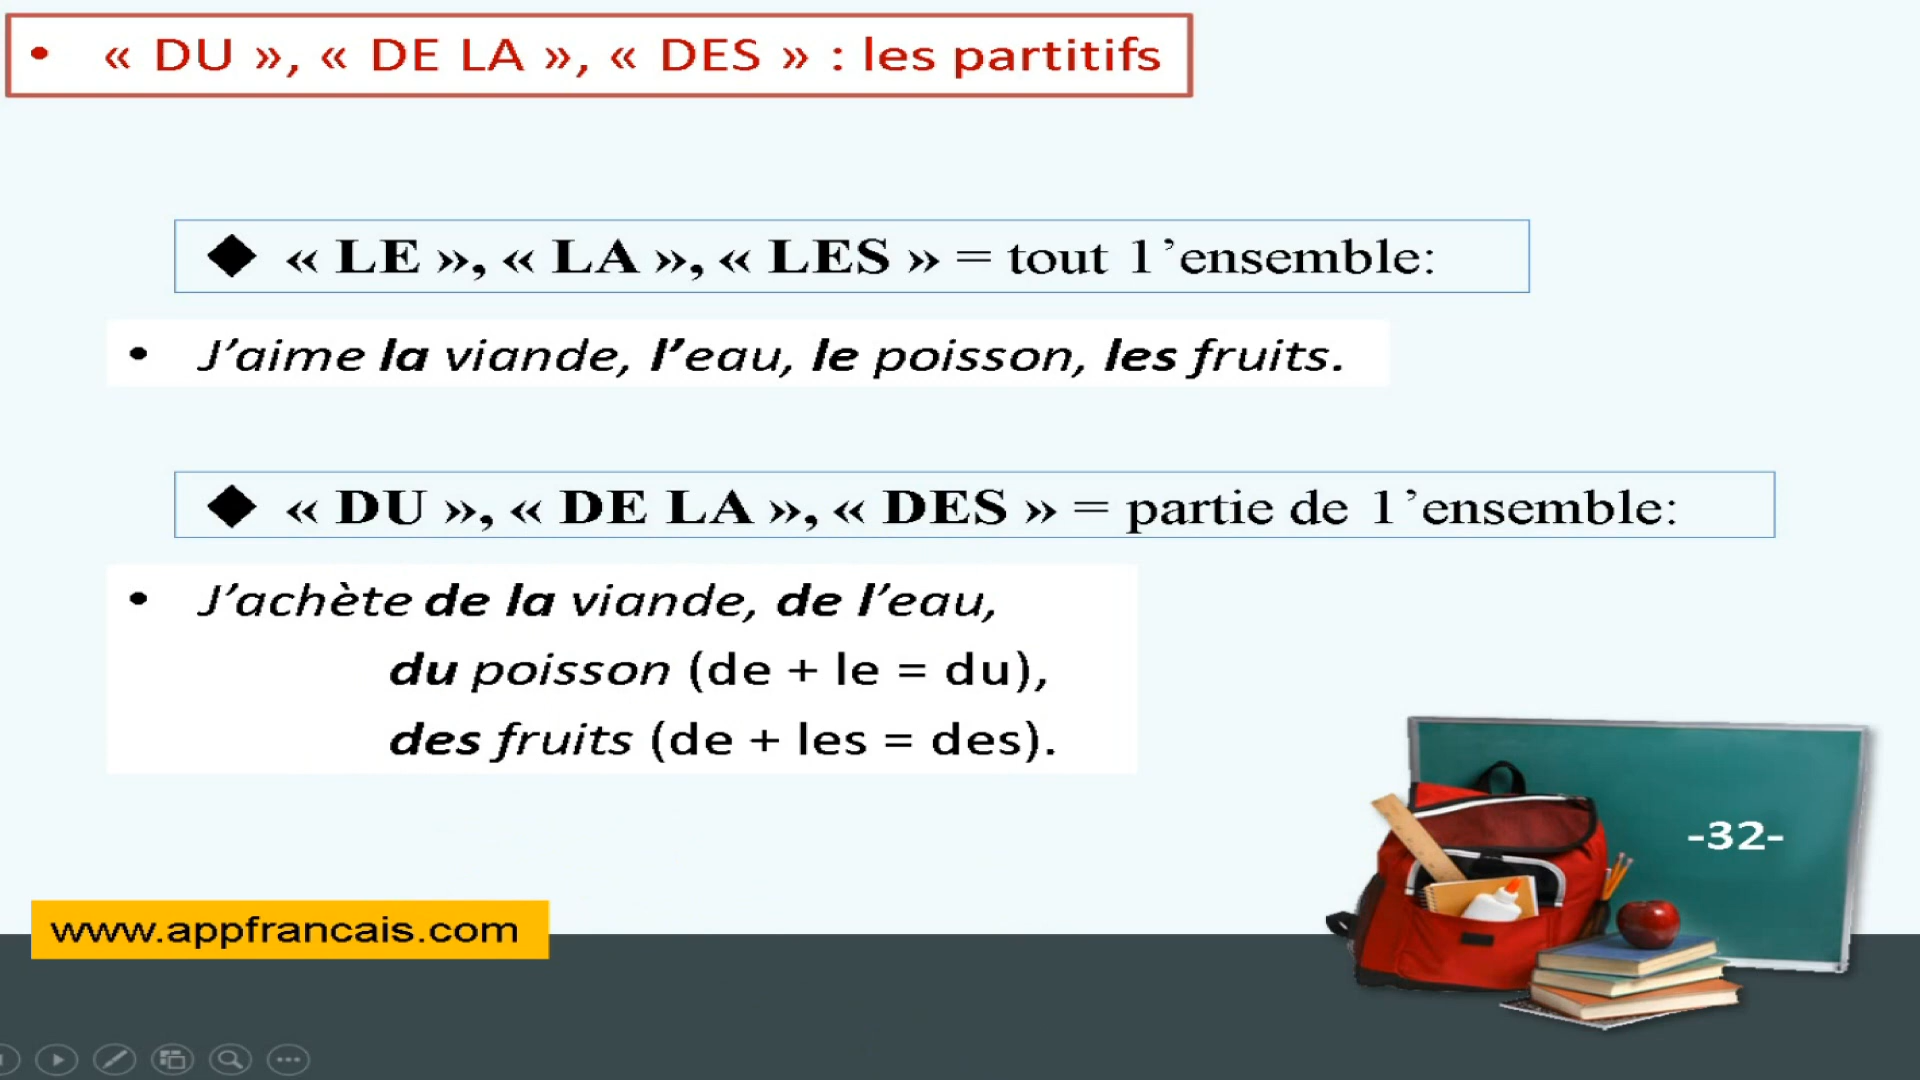 • « DU », « DE LA », « DES » : les partitifs
◆ « LE », « LA », « LES » = tout l’ensemble:
• J’aime la viande, l’eau, le poisson, les fruits.
◆ « DU », « DE LA », « DES » = partie de l’ensemble:
• J’achète de la viande, de l’eau,
du poisson (de + le = du),
des fruits (de + les = des).
-32-
www.appfrancais.com